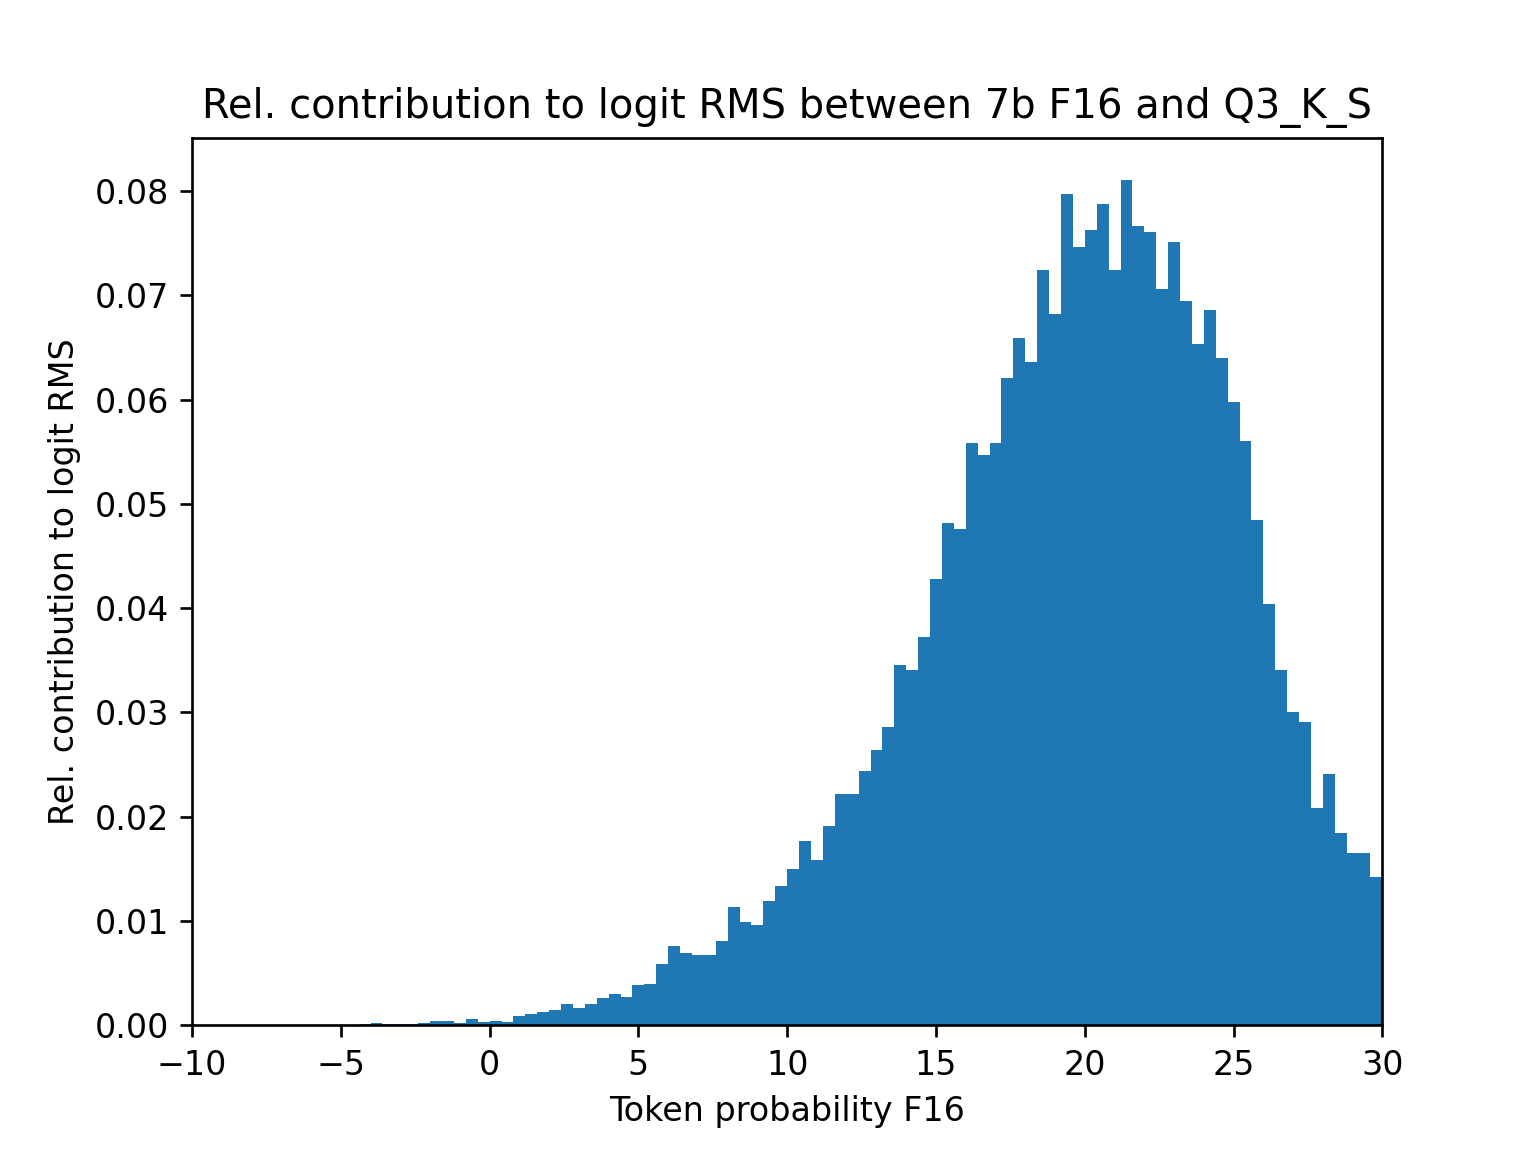 Rel. contribution to logit RMS between 7b F16 and Q3_K_S
Rel. contribution to logit RMS
0.08
0.07
0.06
0.05
0.04
0.03
0.02
0.01
0.00
−10 −5 0 5 10 15 20 25 30
Token probability F16